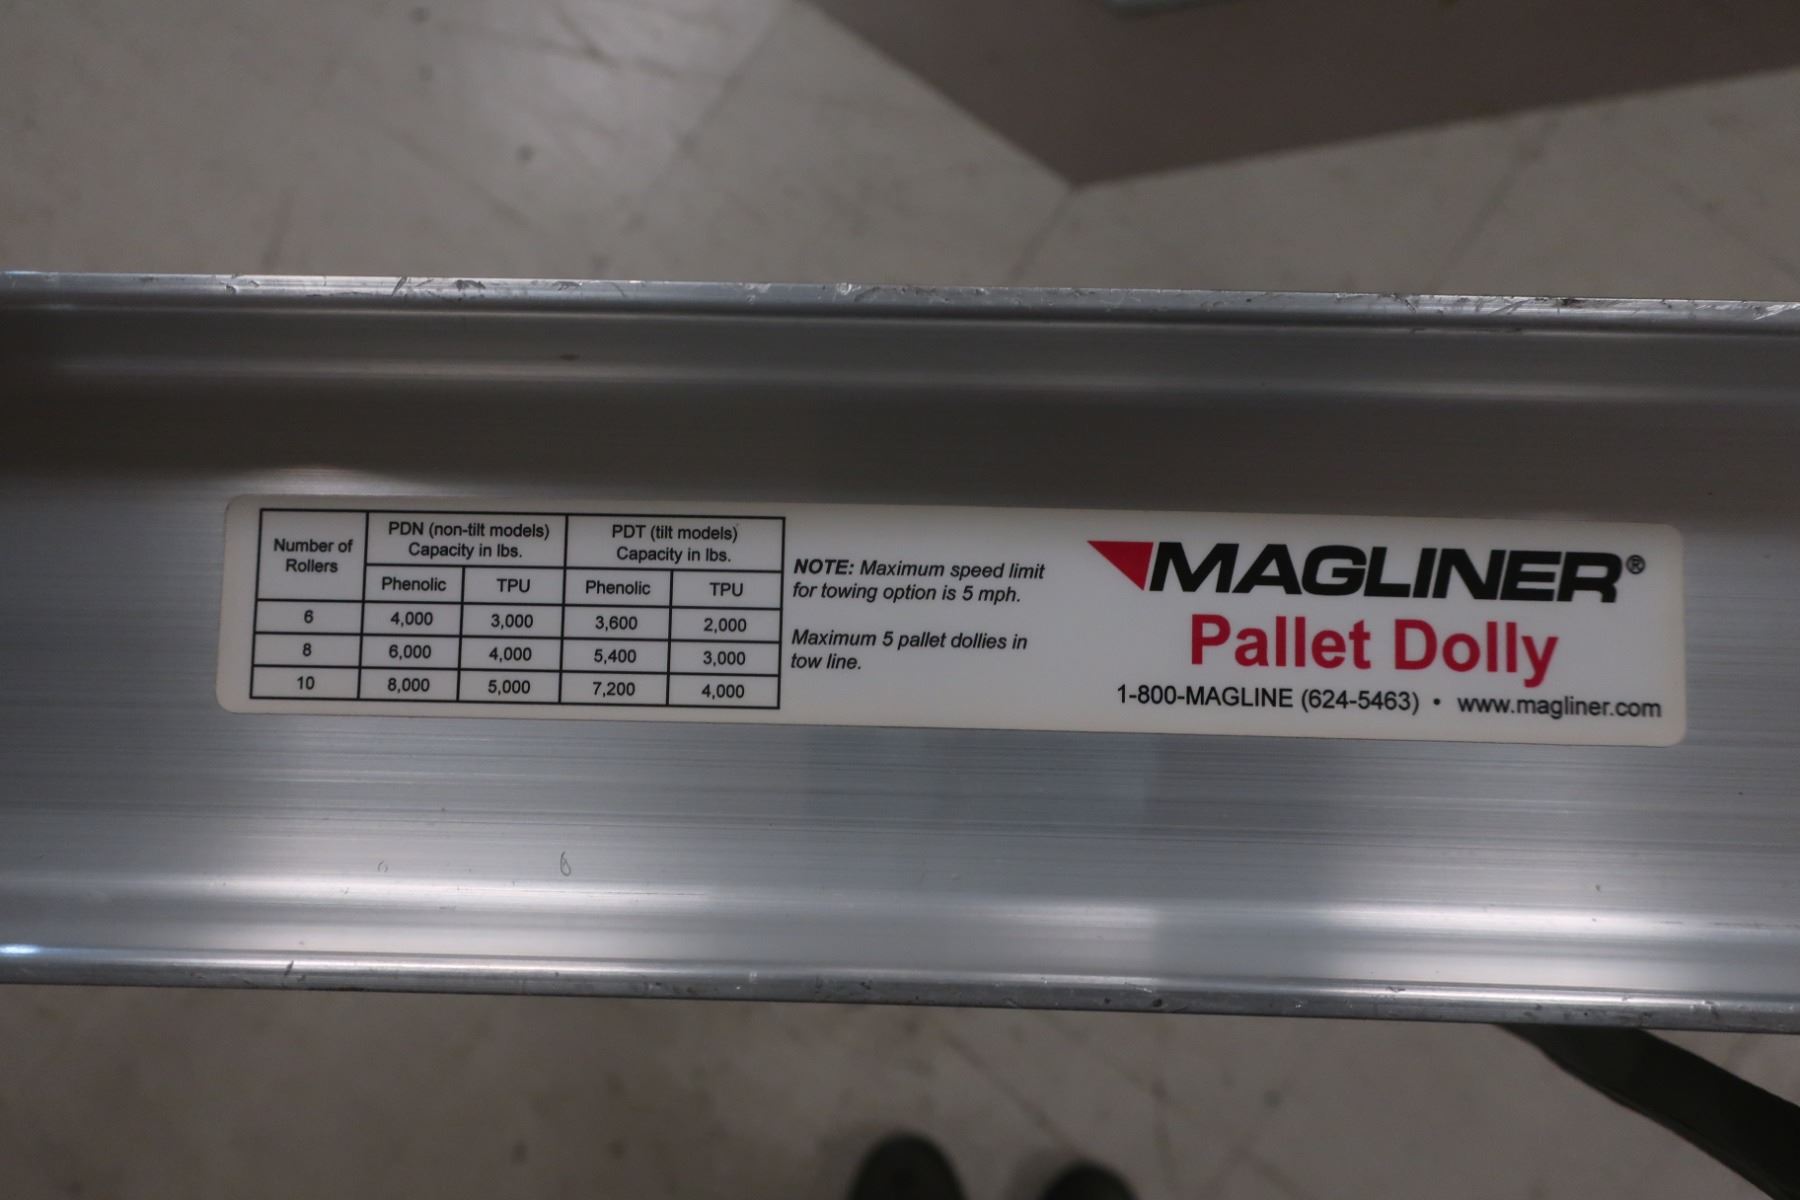 Number of Rollers | PDN (non-tilt models) Capacity in lbs. | PDT (tilt models) Capacity in lbs.
Phenolic | TPU | Phenolic | TPU
6 | 4,000 | 3,000 | 3,600 | 2,000
8 | 6,000 | 4,000 | 5,400 | 3,000
10 | 8,000 | 5,000 | 7,200 | 4,000
NOTE: Maximum speed limit
for towing option is 5 mph.
Maximum 5 pallet dollies in
tow line.
MAGLINER®
Pallet Dolly
1-800-MAGLINE (624-5463) • www.magliner.com